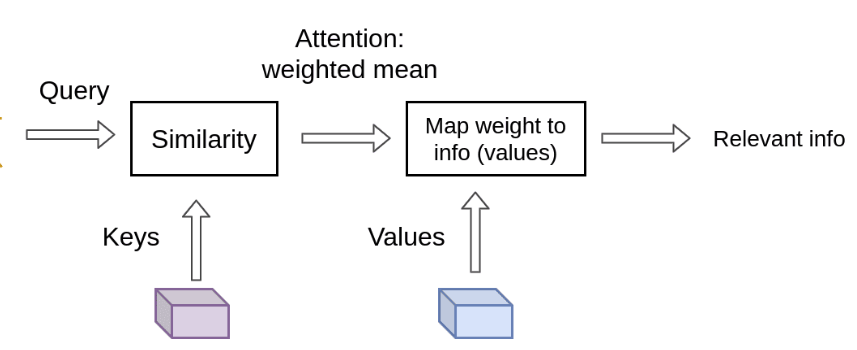 Attention:
weighted mean
Query
Similarity
Map weight to
info (values)
Relevant info
Keys
Values